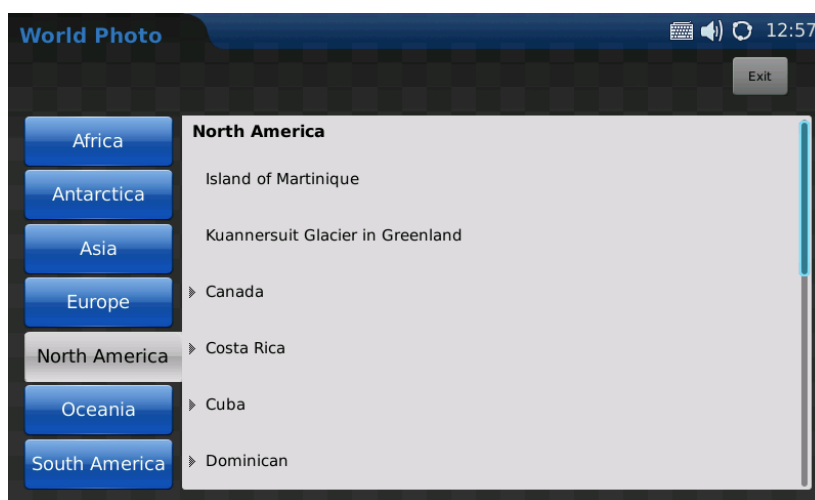 World Photo
12:57
Exit
Africa
Antarctica
Asia
Europe
North America
Oceania
South America
North America
Island of Martinique
Kuannersuit Glacier in Greenland
Canada
Costa Rica
Cuba
Dominican